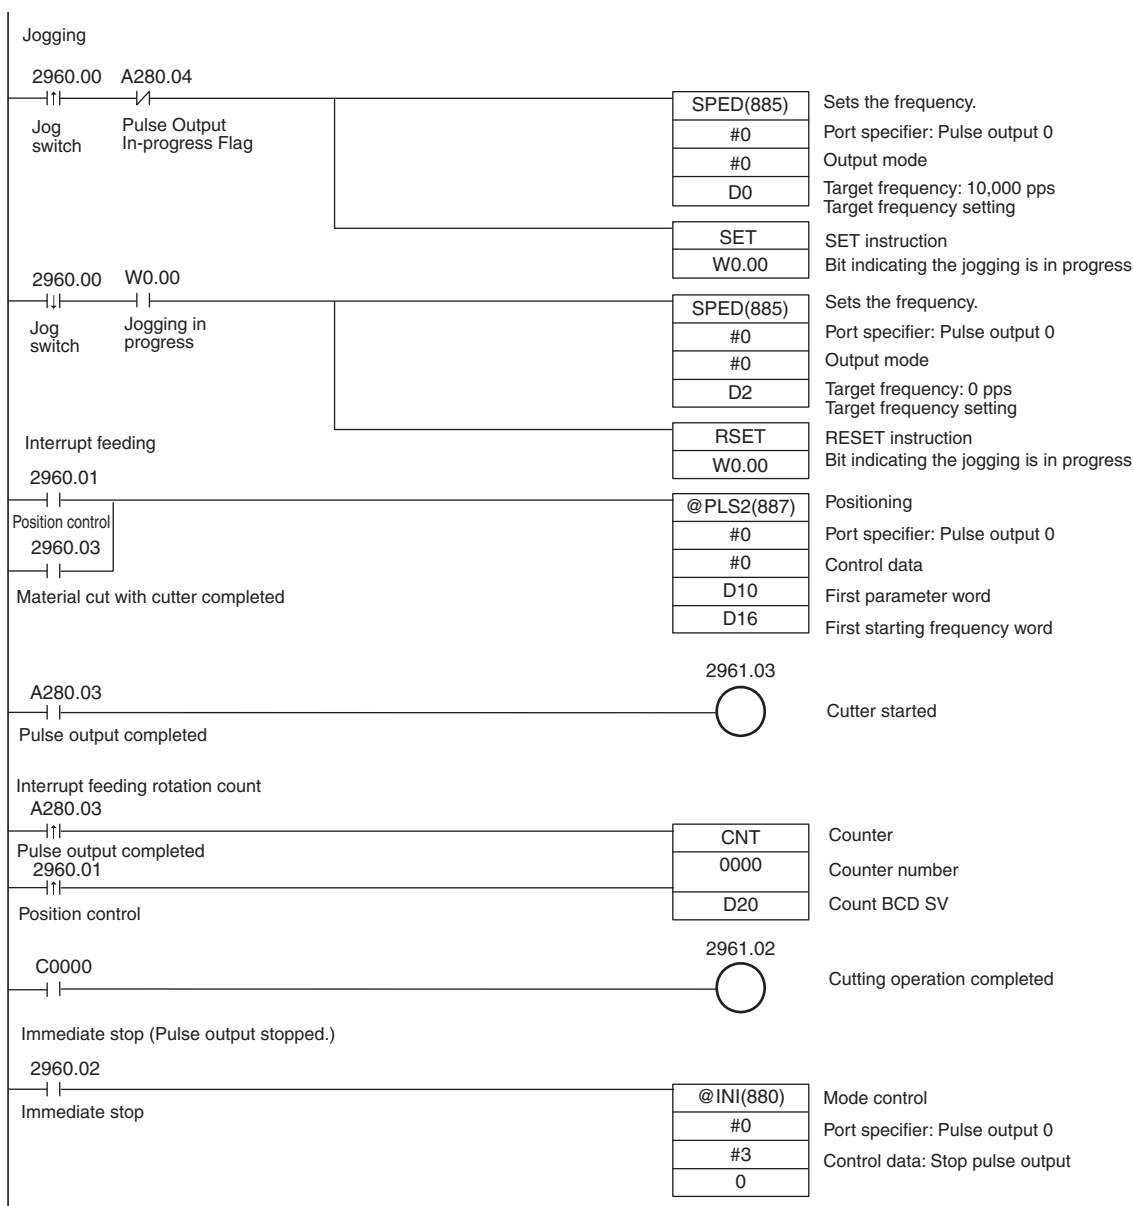 Jogging
2960.00 A280.04
Jog switch
Pulse Output In-progress Flag
SPED(885) Sets the frequency.
#0 Port specifier: Pulse output 0
#0 Output mode
D0 Target frequency: 10,000 pps
Target frequency setting
SET SET instruction
W0.00 Bit indicating the jogging is in progress
2960.00 W0.00
Jog switch
Jogging in progress
SPED(885) Sets the frequency.
#0 Port specifier: Pulse output 0
#0 Output mode
D2 Target frequency: 0 pps
Target frequency setting
RSET RESET instruction
W0.00 Bit indicating the jogging is in progress
Interrupt feeding
2960.01
Position control
2960.03
Material cut with cutter completed
@PLS2(887) Positioning
#0 Port specifier: Pulse output 0
#0 Control data
D10 First parameter word
D16 First starting frequency word
A280.03
Pulse output completed
2961.03
Cutter started
Interrupt feeding rotation count
A280.03
Pulse output completed
2960.01
Position control
CNT Counter
0000 Counter number
D20 Count BCD SV
C0000
2961.02
Cutting operation completed
Immediate stop (Pulse output stopped.)
2960.02
Immediate stop
@INI(880) Mode control
#0 Port specifier: Pulse output 0
#3 Control data: Stop pulse output
0